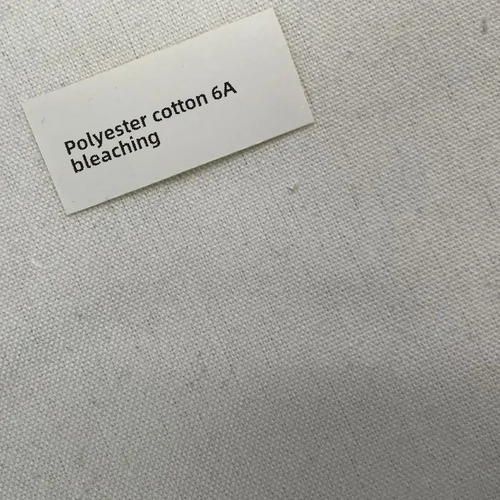 Polyester cotton 6A
bleaching